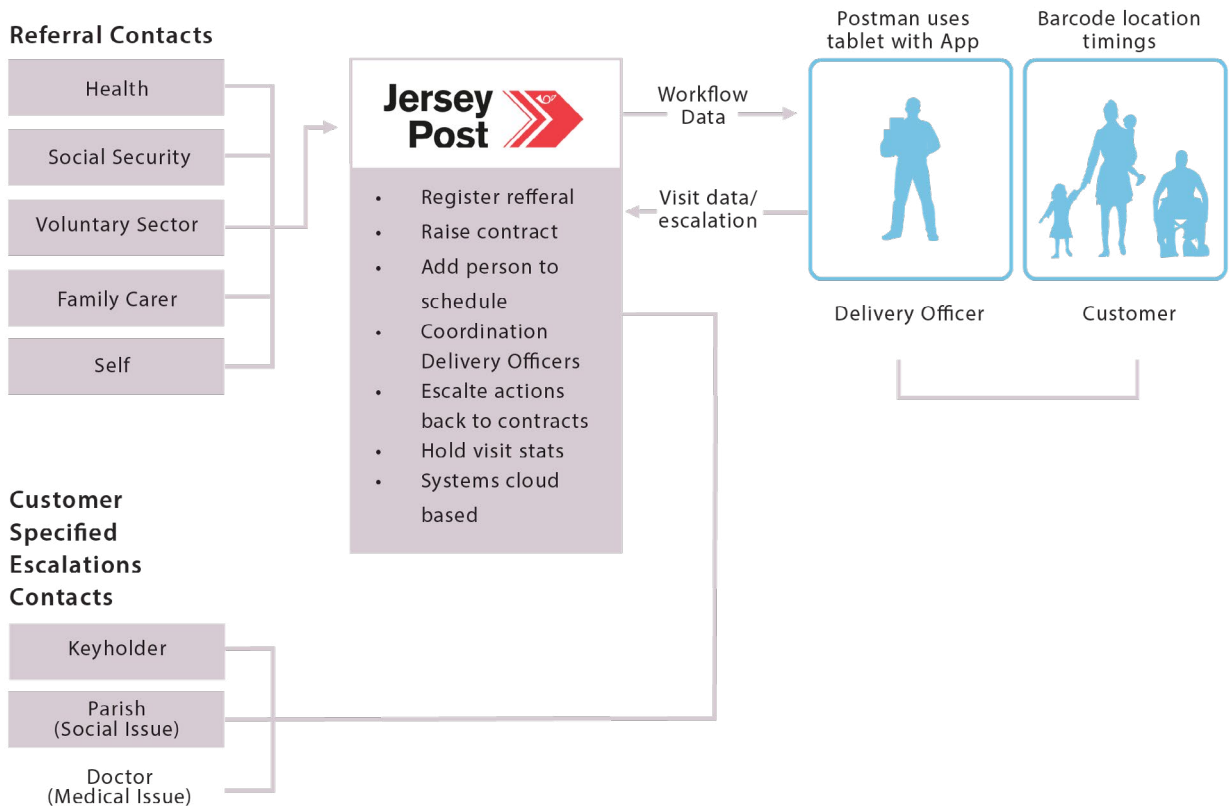 Referral Contacts
Health
Social Security
Voluntary Sector
Family Carer
Self
Customer
Specified
Escalations
Contacts
Keyholder
Parish
(Social Issue)
Doctor
(Medical Issue)
Jersey
Post
• Register refferal
• Raise contract
• Add person to
schedule
• Coordination
Delivery Officers
• Escalte actions
back to contracts
• Hold visit stats
• Systems cloud
based
Workflow
Data
Visit data/
escalation
Postman uses
tablet with App
Delivery Officer
Barcode location
timings
Customer